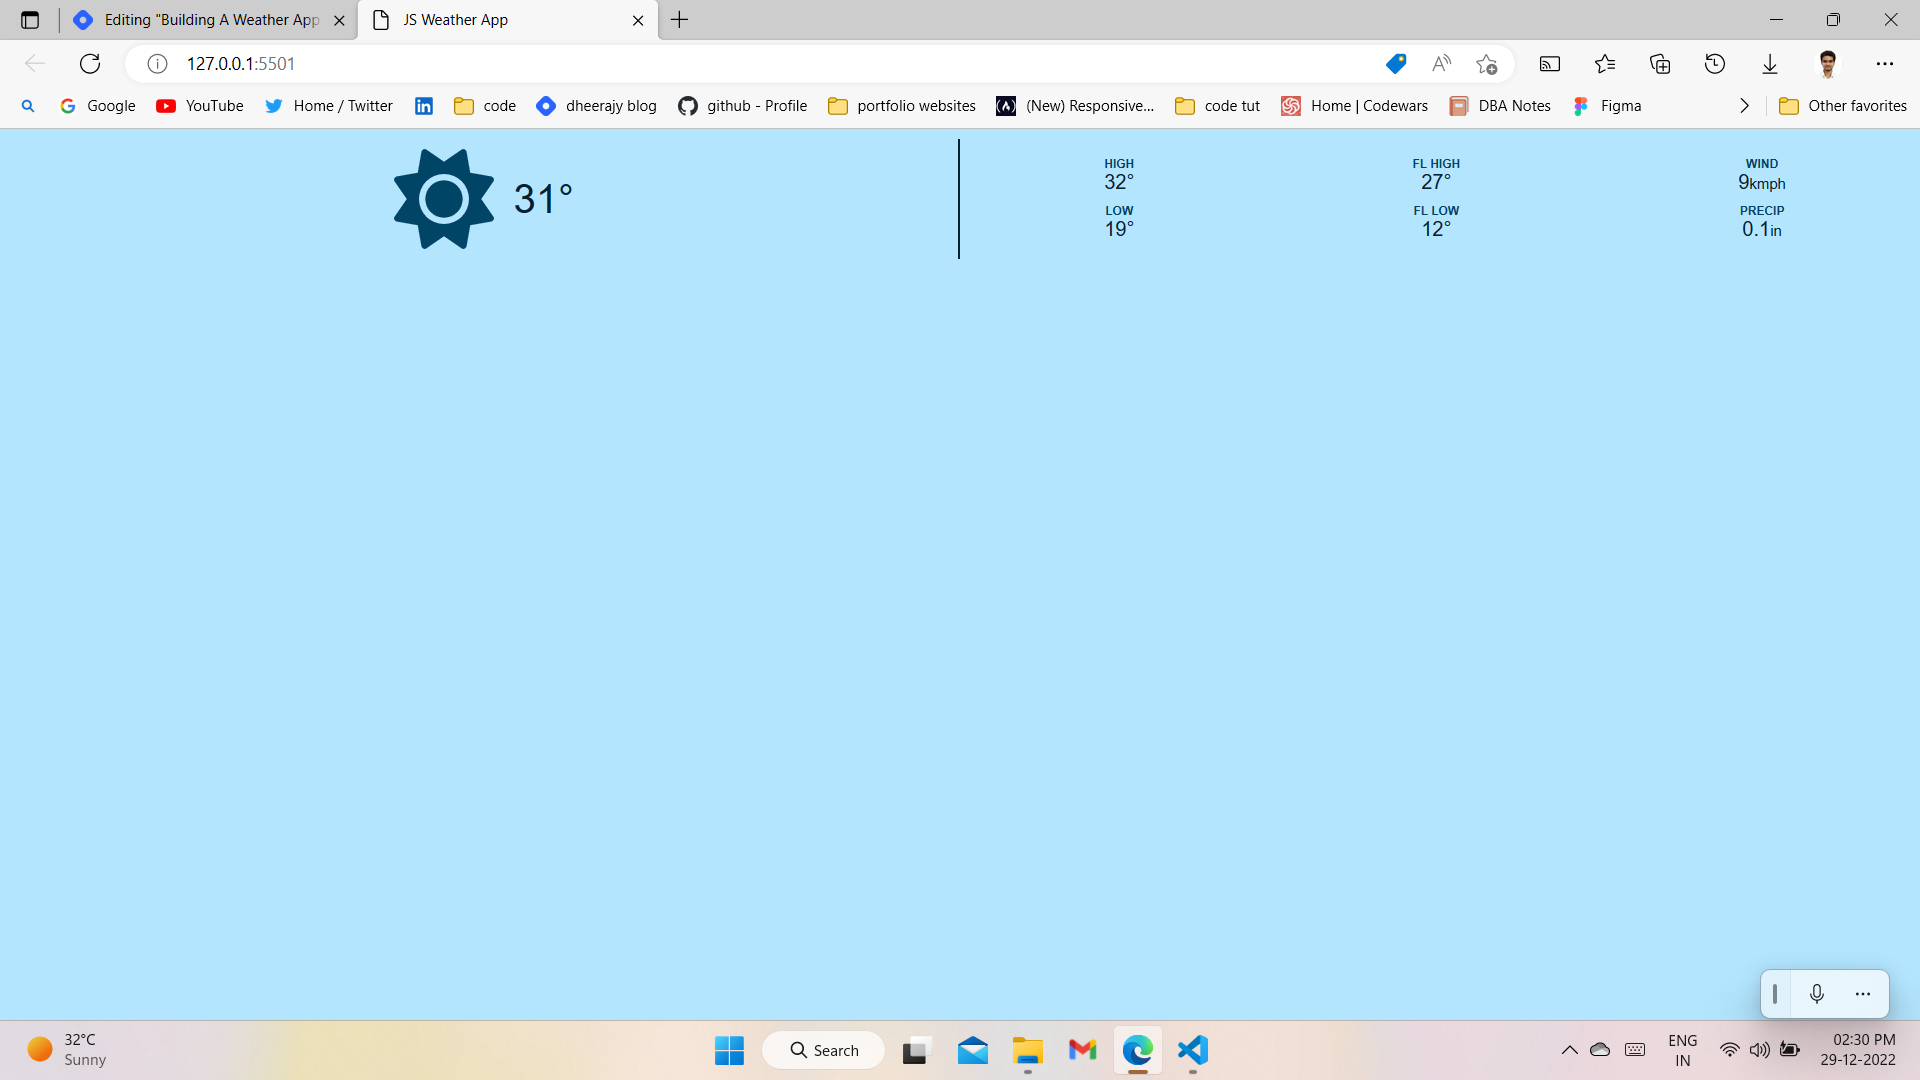 Editing "Building A Weather App
JS Weather App
127.0.0.1:5501
Google
YouTube
Home / Twitter
code
dheerajy blog
github - Profile
portfolio websites
(New) Responsive...
code tut
Home | Codewars
DBA Notes
Figma
Other favorites
31°
HIGH
32°
LOW
19°
FL HIGH
27°
FL LOW
12°
WIND
9kmph
PRECIP
0.1in
32°C
Sunny
Search
ENG
IN
02:30 PM
29-12-2022